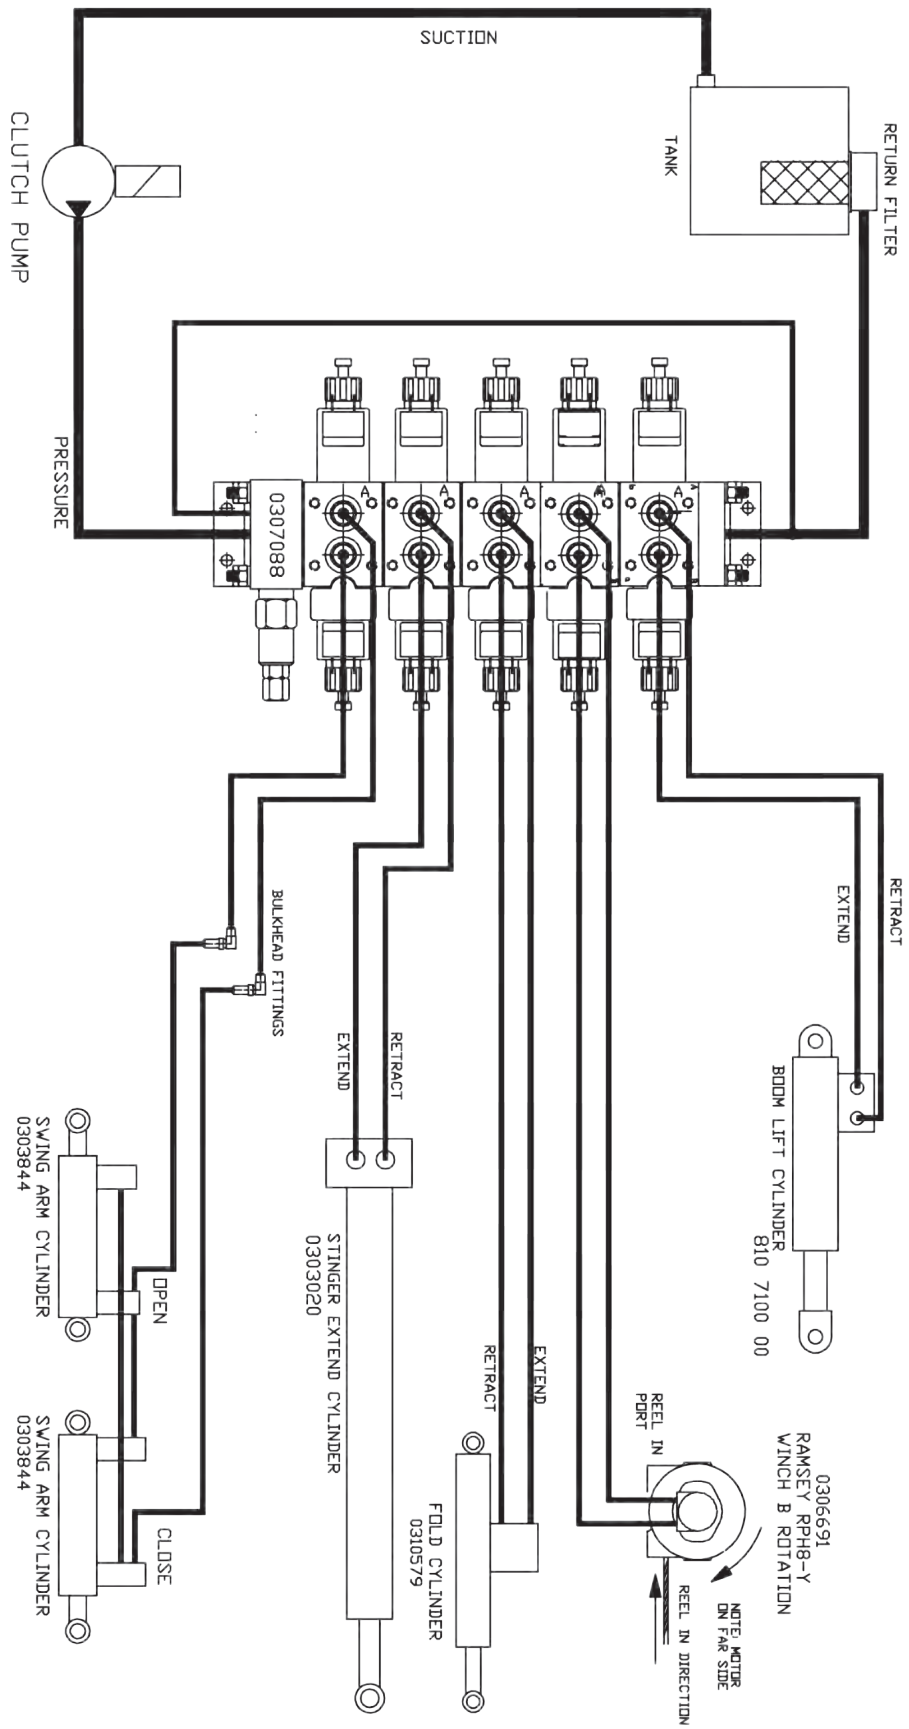 SUCTION
RETURN FILTER
TANK
CLUTCH PUMP
PRESSURE
0307088
A
A
A
A
A
RETRACT
EXTEND
BULKHEAD FITTINGS
RETRACT
EXTEND
BOOM LIFT CYLINDER
810 7100 00
SWING ARM CYLINDER
0303844
OPEN
STINGER EXTEND CYLINDER
0303020
EXTEND
RETRACT
REEL IN
PORT
0306691
RAMSEY RPH8-Y
WINCH B ROTATION
FOLD CYLINDER
0310579
SWING ARM CYLINDER
0303844
CLOSE
NOTE: MOTOR
ON FAR SIDE
REEL IN DIRECTION